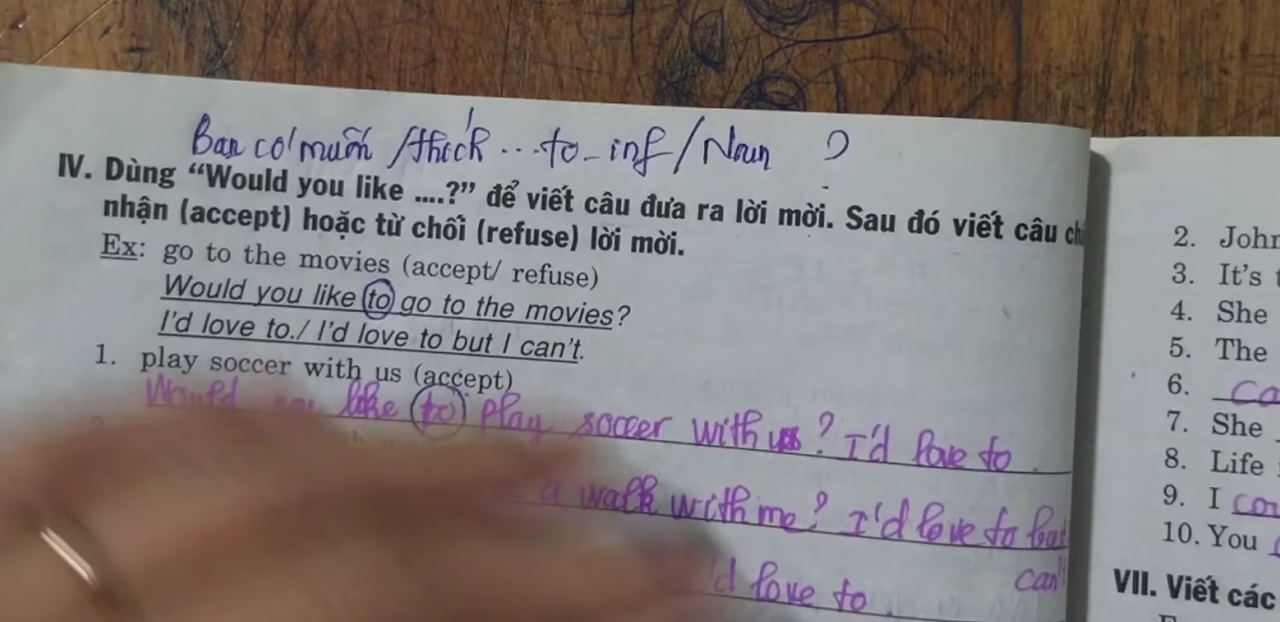 Bạn có muốn /thích ... to-inf/Noun ?
IV. Dùng “Would you like ....?” để viết câu đưa ra lời mời. Sau đó viết câu
nhận (accept) hoặc từ chối (refuse) lời mời.
Ex: go to the movies (accept/ refuse)
Would you like to go to the movies?
I'd love to./ I'd love to but I can't.
1. play soccer with us (accept)
Would you like to play soccer with us? I'd love to.
a walk with me? I'd love to but
can't
'd love to.
2. John
3. It's
4. She
5. The
6.
7. She
8. Life
9. I
10. You
VII. Viết các